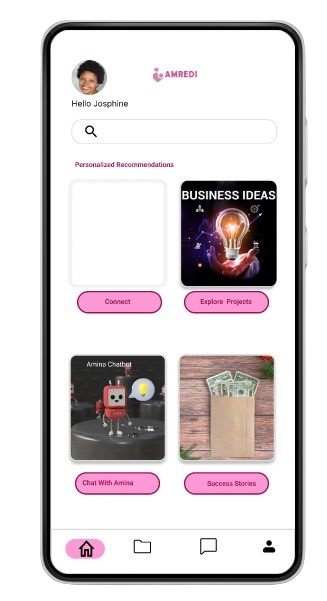 AMREDI
Hello Josphine
Personalized Recommendations
BUSINESS IDEAS
Connect
Explore Projects
Amina Chatbot
Chat With Amina
Success Stories